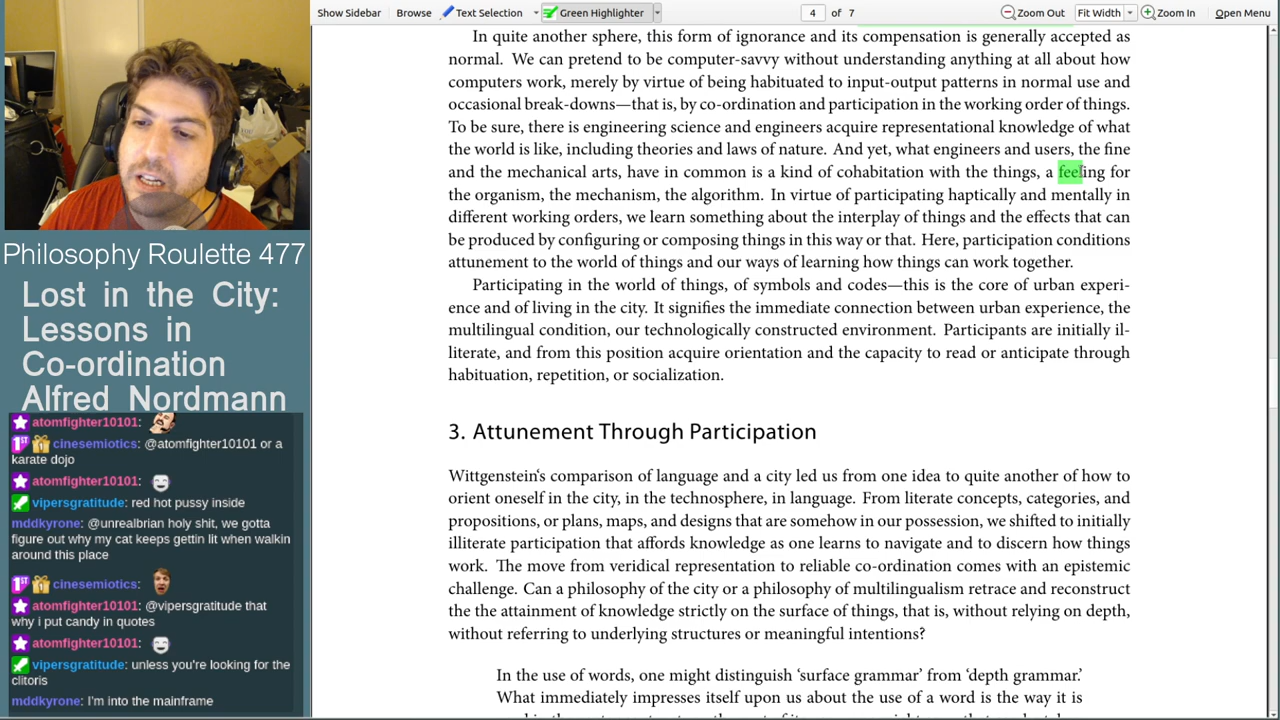 Show Sidebar Browse Text Selection Green Highlighter 4 of 7 Zoom Out Fit Width Zoom In Open Menu
In quite another sphere, this form of ignorance and its compensation is generally accepted as
normal. We can pretend to be computer-savvy without understanding anything at all about how
computers work, merely by virtue of being habituated to input-output patterns in normal use and
occasional break-downs—that is, by co-ordination and participation in the working order of things.
To be sure, there is engineering science and engineers acquire representational knowledge of what
the world is like, including theories and laws of nature. And yet, what engineers and users, the fine
and the mechanical arts, have in common is a kind of cohabitation with the things, a feeling for
the organism, the mechanism, the algorithm. In virtue of participating haptically and mentally in
different working orders, we learn something about the interplay of things and the effects that can
be produced by configuring or composing things in this way or that. Here, participation conditions
attunement to the world of things and our ways of learning how things can work together.
Participating in the world of things, of symbols and codes—this is the core of urban experi-
ence and of living in the city. It signifies the immediate connection between urban experience, the
multilingual condition, our technologically constructed environment. Participants are initially il-
literate, and from this position acquire orientation and the capacity to read or anticipate through
habituation, repetition, or socialization.
3. Attunement Through Participation
Wittgenstein‘s comparison of language and a city led us from one idea to quite another of how to
orient oneself in the city, in the technosphere, in language. From literate concepts, categories, and
propositions, or plans, maps, and designs that are somehow in our possession, we shifted to initially
illiterate participation that affords knowledge as one learns to navigate and to discern how things
work. The move from veridical representation to reliable co-ordination comes with an epistemic
challenge. Can a philosophy of the city or a philosophy of multilingualism retrace and reconstruct
the the attainment of knowledge strictly on the surface of things, that is, without relying on depth,
without referring to underlying structures or meaningful intentions?
In the use of words, one might distinguish ‘surface grammar’ from ‘depth grammar.’
What immediately impresses itself upon us about the use of a word is the way it is
Philosophy Roulette 477
Lost in the City:
Lessons in
Co-ordination
Alfred Nordmann
atomfighter10101:
cinesemiotics: @atomfighter10101 or a
karate dojo
atomfighter10101:
vipersgratitude: red hot pussy inside
mddkyrone: @unrealbrian holy shit, we gotta
figure out why my cat keeps gettin lit when walkin
around this place
cinesemiotics:
atomfighter10101: @vipersgratitude that
why i put candy in quotes
atomfighter10101:
vipersgratitude: unless you're looking for the
clitoris
mddkyrone: I'm into the mainframe